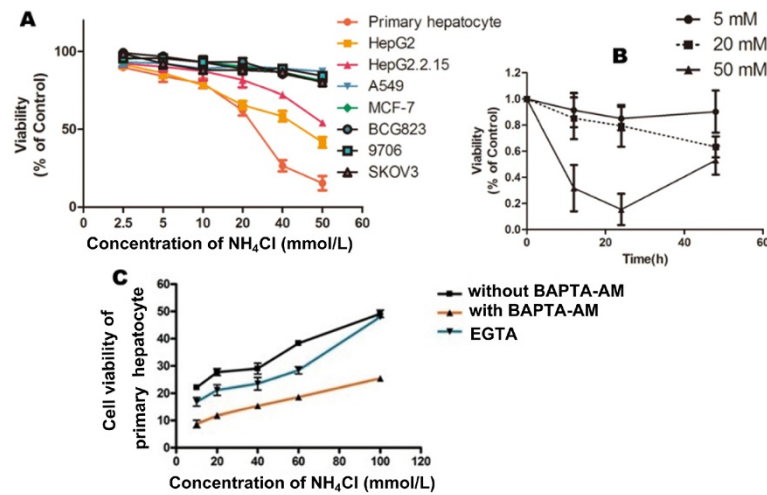 A
100
50
0
Viability
(% of Control)
0 2.5 5 10 20 40 50 60
Concentration of NH₄Cl (mmol/L)
Primary hepatocyte
HepG2
HepG2.2.15
A549
MCF-7
BCG823
9706
SKOV3
B
5 mM
20 mM
50 mM
1.2
1.0
0.8
0.6
0.4
0.2
0.0
Viability
(% of Control)
0 20 40 60
Time(h)
C
60
50
40
30
20
10
0
Cell viability of
primary hepatocyte
0 20 40 60 80 100 120
Concentration of NH₄Cl (mmol/L)
without BAPTA-AM
with BAPTA-AM
EGTA